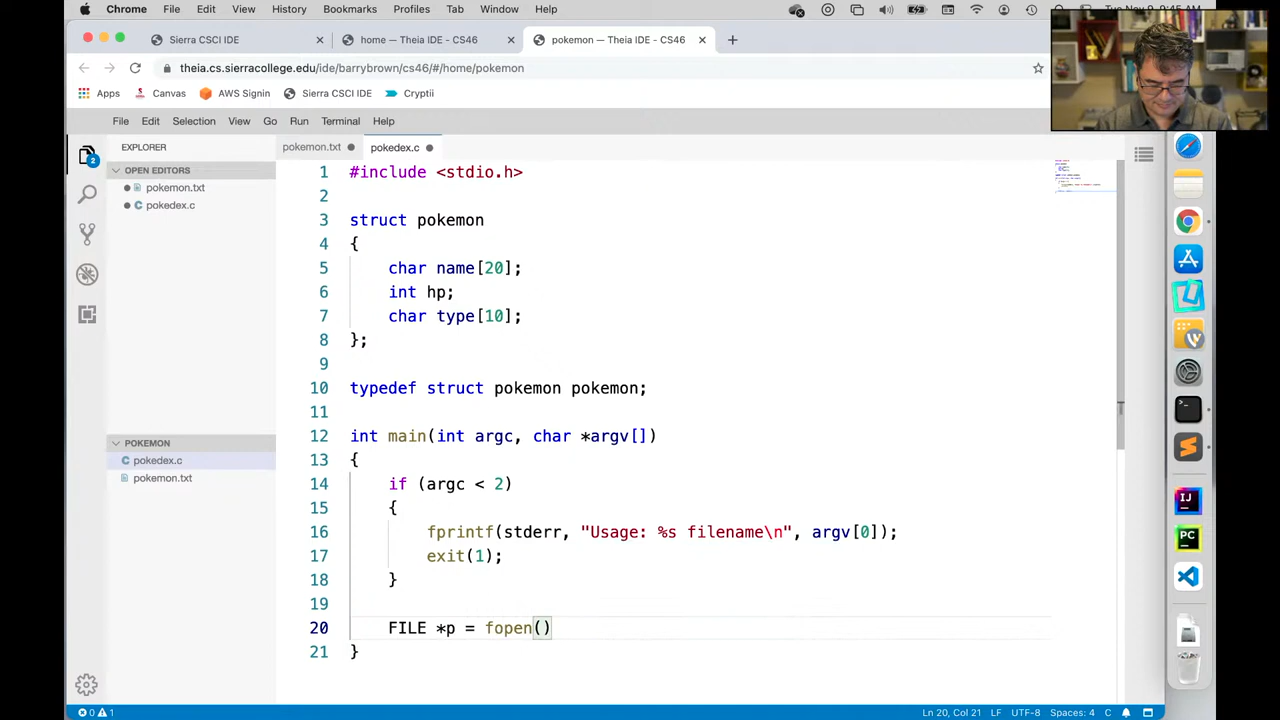 Chrome File Edit View History Bookmarks Profiles Tab Window Help
Sierra CSCI IDE
— Theia IDE - CS46
pokemon — Theia IDE - CS46
theia.cs.sierracollege.edu/ide/barrybrown/cs46/#/home/pokemon
Apps Canvas AWS Signin Sierra CSCI IDE Cryptii
File Edit Selection View Go Run Terminal Help
EXPLORER
OPEN EDITORS
pokemon.txt
pokedex.c
POKEMON
pokedex.c
pokemon.txt
2
pokemon.txt pokedex.c
1 #include <stdio.h>
2
3 struct pokemon
4 {
5 char name[20];
6 int hp;
7 char type[10];
8 };
9
10 typedef struct pokemon pokemon;
11
12 int main(int argc, char *argv[])
13 {
14 if (argc < 2)
15 {
16 fprintf(stderr, "Usage: %s filename\n", argv[0]);
17 exit(1);
18 }
19
20 FILE *p = fopen()
21 }
0 1
Ln 20, Col 21 LF UTF-8 Spaces: 4 C
IJ
PC